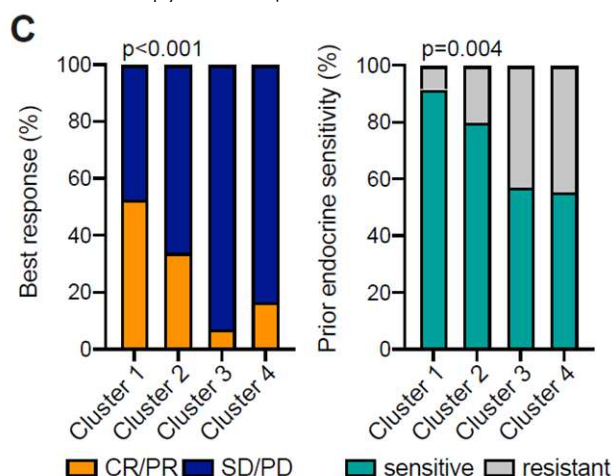 C
p<0.001
Best response (%)
100
80
60
40
20
0
Cluster 1
Cluster 2
Cluster 3
Cluster 4
CR/PR
SD/PD
p=0.004
Prior endocrine sensitivity (%)
100
80
60
40
20
0
Cluster 1
Cluster 2
Cluster 3
Cluster 4
sensitive
resistant